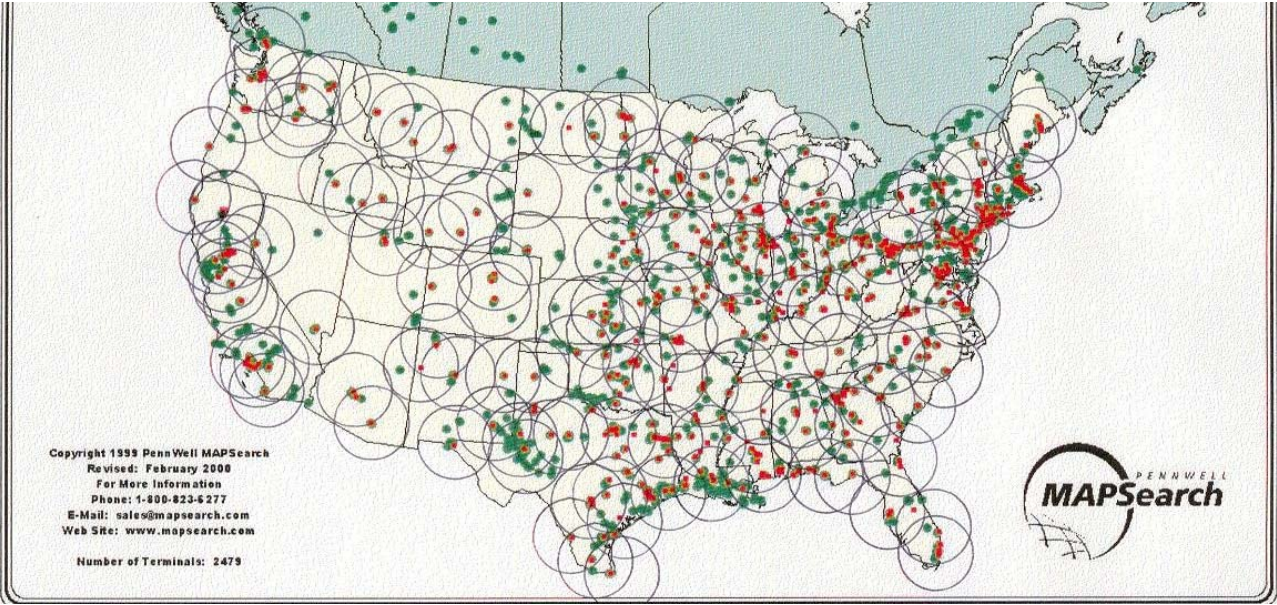 Copyright 1999 PennWell MAPSearch
Revised: February 2000
For More Information
Phone: 1-800-823-6277
E-Mail: sales@mapsearch.com
Web Site: www.mapsearch.com
Number of Terminals: 2479
PENNWELL
MAPSearch